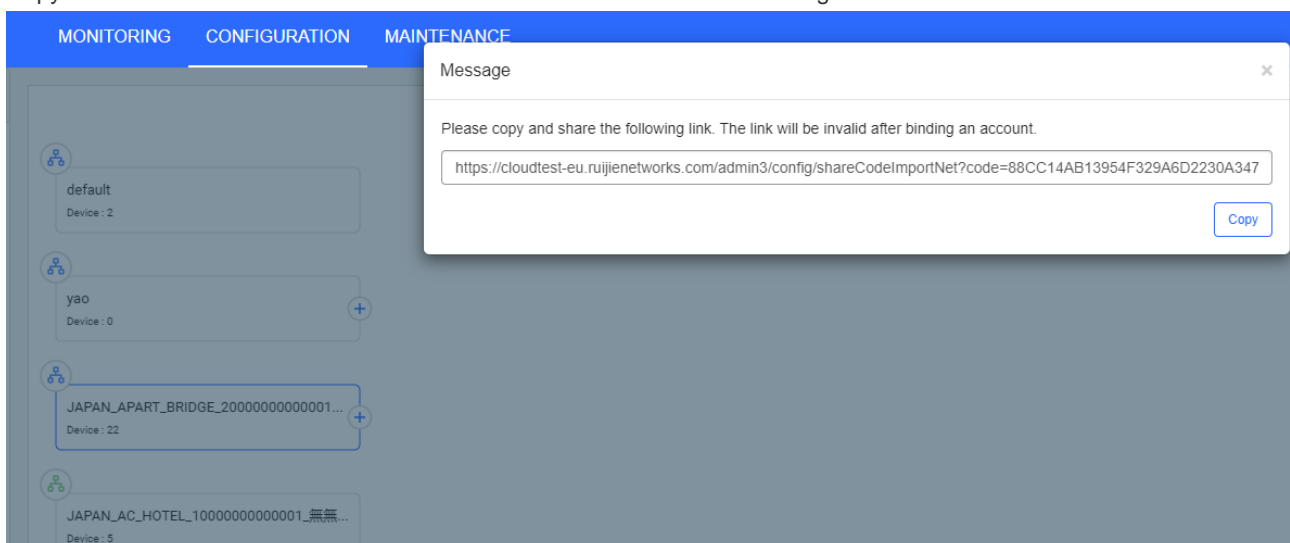 MONITORING CONFIGURATION MAINTENANCE
Message ×
Please copy and share the following link. The link will be invalid after binding an account.
https://cloudtest-eu.ruijienetworks.com/admin3/config/shareCodeImportNet?code=88CC14AB13954F329A6D2230A347
Copy
default
Device : 2
yao
Device : 0
JAPAN_APART_BRIDGE_20000000000001...
Device : 22
JAPAN_AC_HOTEL_10000000000001_無無...
Device : 5